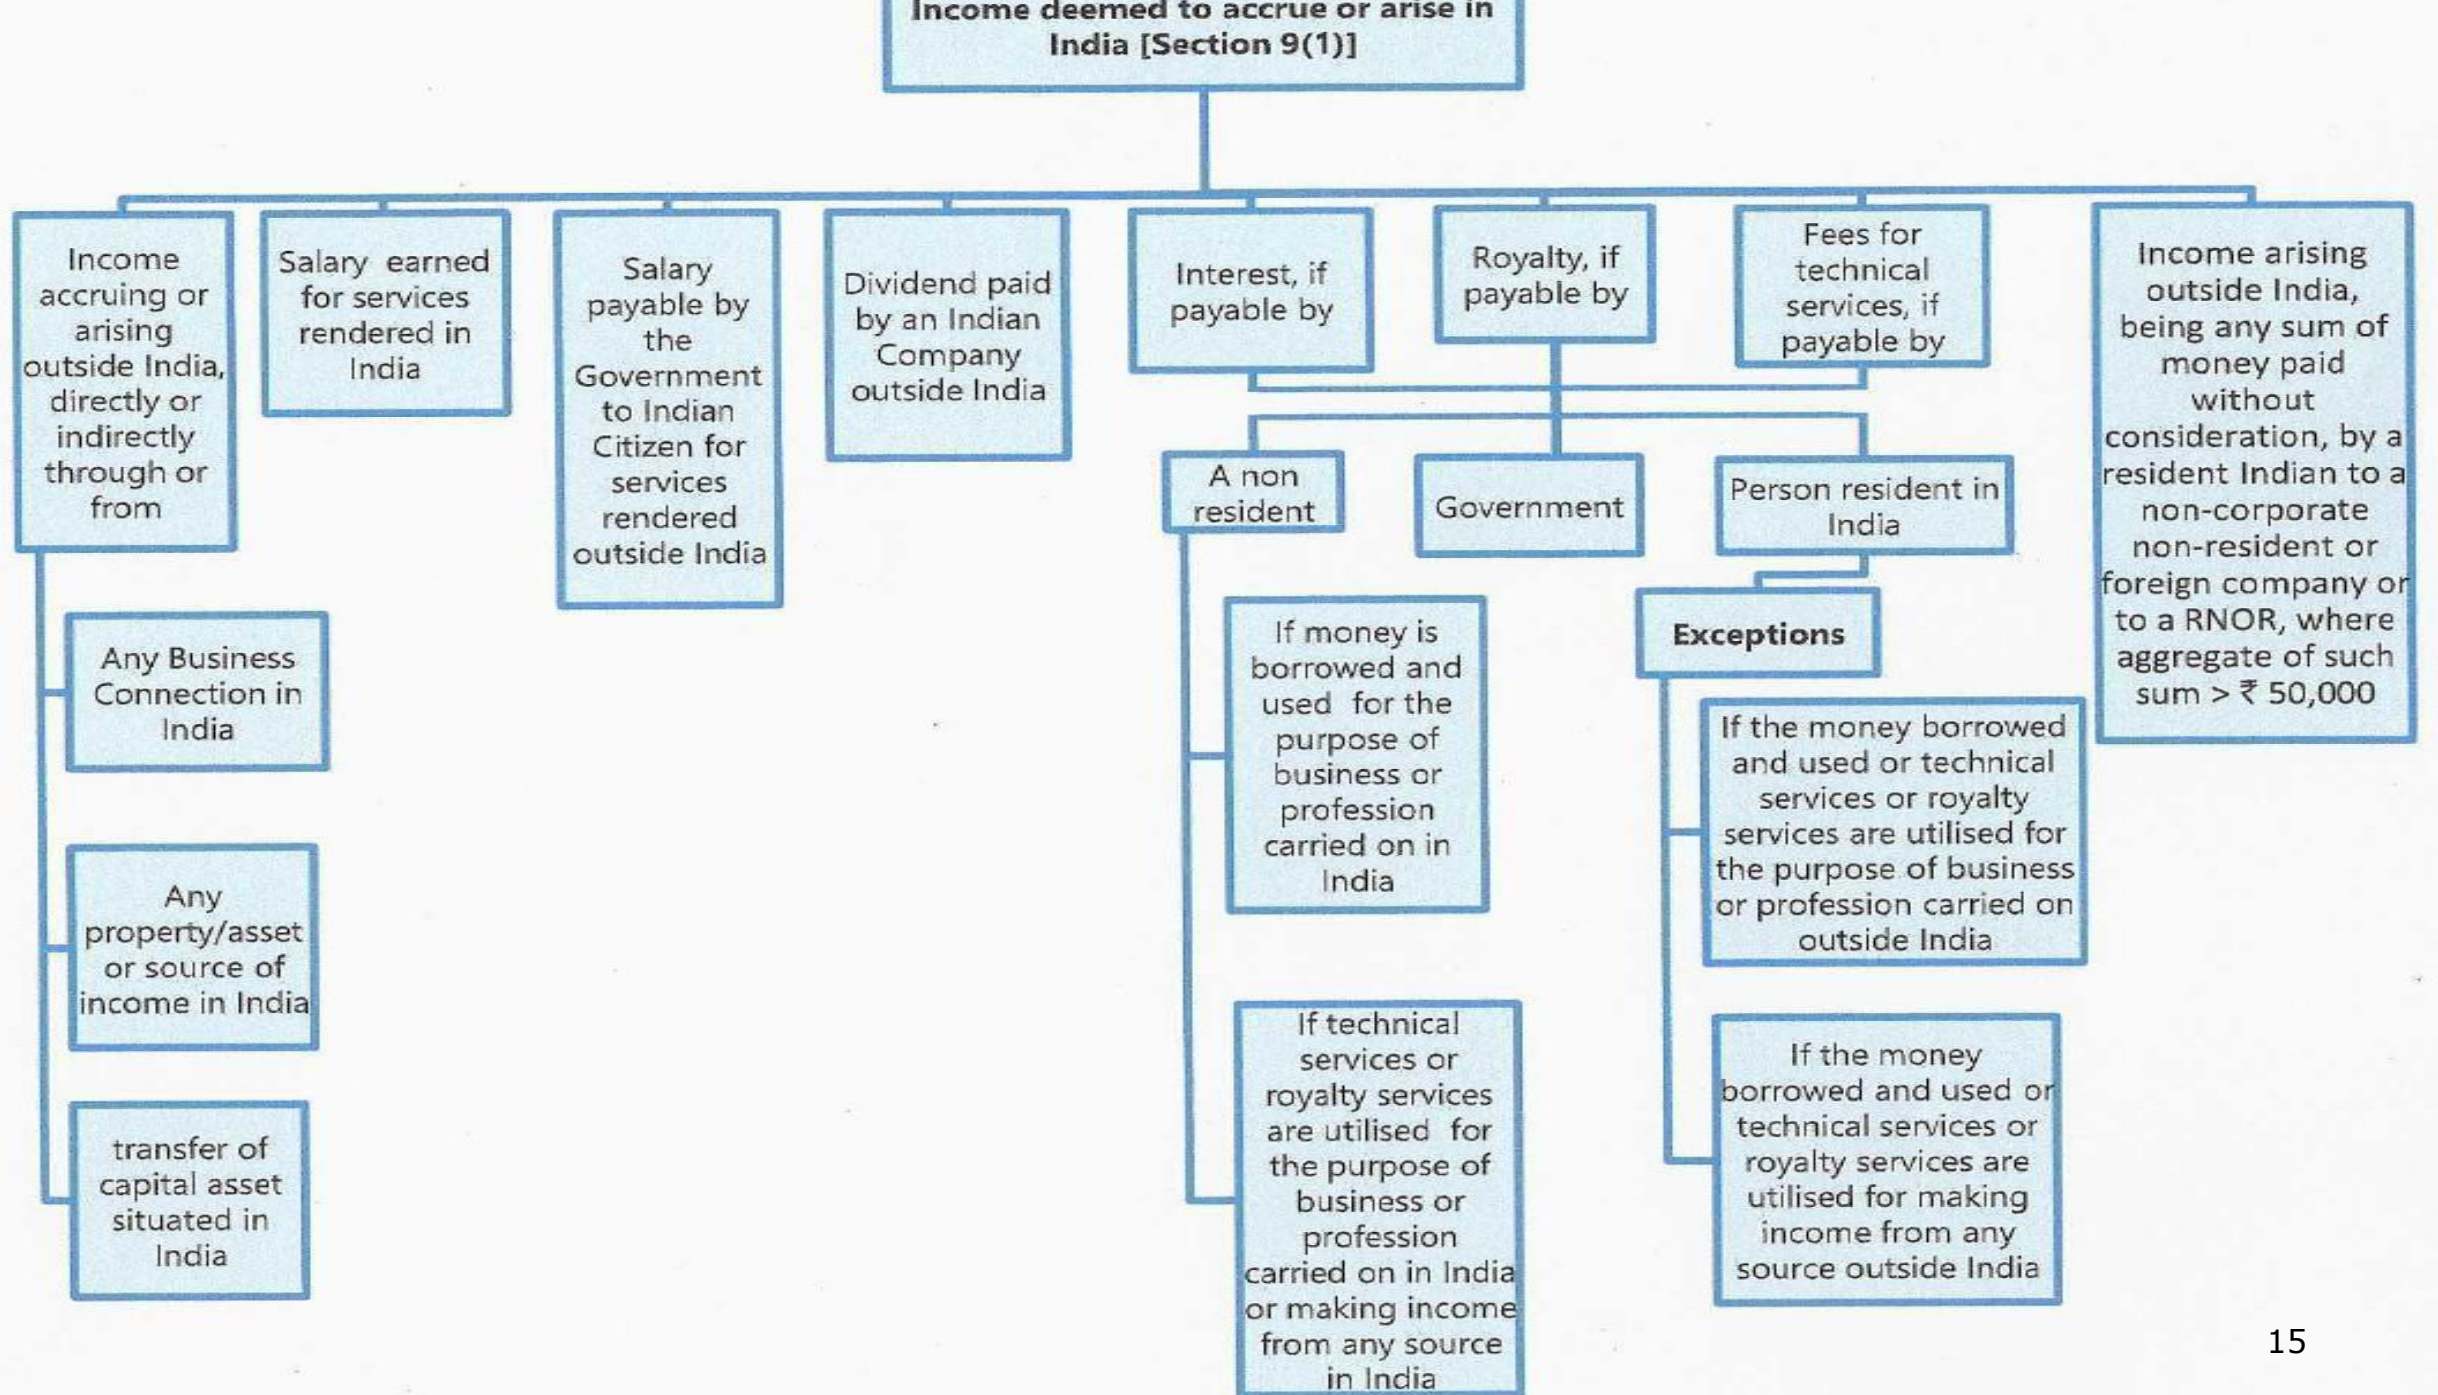 Income deemed to accrue or arise in
India [Section 9(1)]
Income
accruing or
arising
outside India,
directly or
indirectly
through or
from
Any Business
Connection in
India
Any
property/asset
or source of
income in India
transfer of
capital asset
situated in
India
Salary earned
for services
rendered in
India
Salary
payable by
the
Government
to Indian
Citizen for
services
rendered
outside India
Dividend paid
by an Indian
Company
outside India
Interest, if
payable by
Royalty, if
payable by
Fees for
technical
services, if
payable by
A non
resident
If money is
borrowed and
used for the
purpose of
business or
profession
carried on in
India
If technical
services or
royalty services
are utilised for
the purpose of
business or
profession
carried on in India
or making income
from any source
in India
Government
Person resident in
India
Exceptions
If the money borrowed
and used or technical
services or royalty
services are utilised for
the purpose of business
or profession carried on
outside India
If the money
borrowed and used or
technical services or
royalty services are
utilised for making
income from any
source outside India
Income arising
outside India,
being any sum of
money paid
without
consideration, by a
resident Indian to a
non-corporate
non-resident or
foreign company or
to a RNOR, where
aggregate of such
sum > ₹ 50,000
15